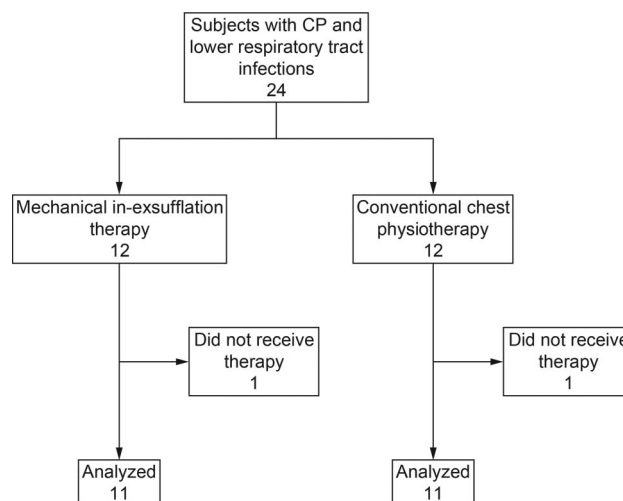 Subjects with CP and
lower respiratory tract
infections
24
Mechanical in-exsufflation
therapy
12
Conventional chest
physiotherapy
12
Did not receive
therapy
1
Did not receive
therapy
1
Analyzed
11
Analyzed
11